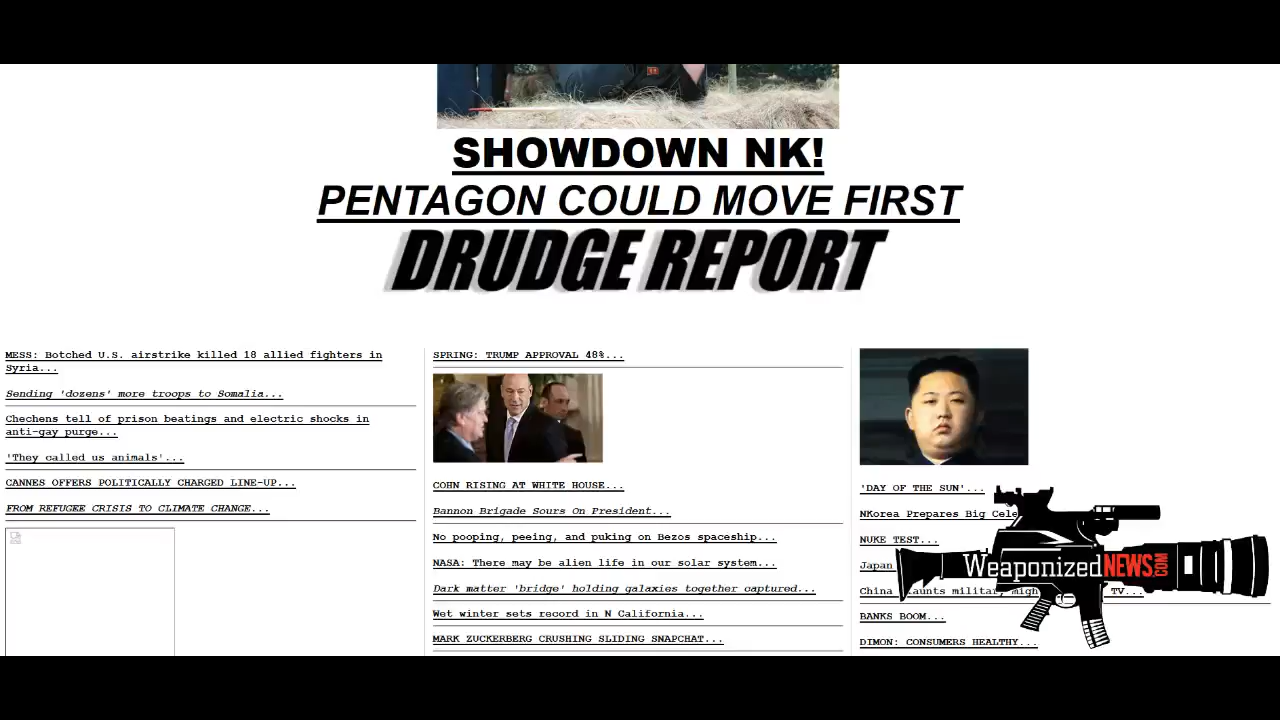 SHOWDOWN NK!
PENTAGON COULD MOVE FIRST
DRUDGE REPORT
MESS: Botched U.S. airstrike killed 18 allied fighters in
Syria...
Sending 'dozens' more troops to Somalia...
Chechens tell of prison beatings and electric shocks in
anti-gay purge...
'They called us animals'...
CANNES OFFERS POLITICALLY CHARGED LINE-UP...
FROM REFUGEE CRISIS TO CLIMATE CHANGE...
SPRING: TRUMP APPROVAL 48%...
COHN RISING AT WHITE HOUSE...
Bannon Brigade Sours On President...
No pooping, peeing, and puking on Bezos spaceship...
NASA: There may be alien life in our solar system...
Dark matter 'bridge' holding galaxies together captured...
Wet winter sets record in N California...
MARK ZUCKERBERG CRUSHING SLIDING SNAPCHAT...
'DAY OF THE SUN'...
NKorea Prepares Big
NUKE TEST...
Japan
China TV...
BANKS BOOM...
DIMON: CONSUMERS HEALTHY...
WeaponizedNEWS.COM